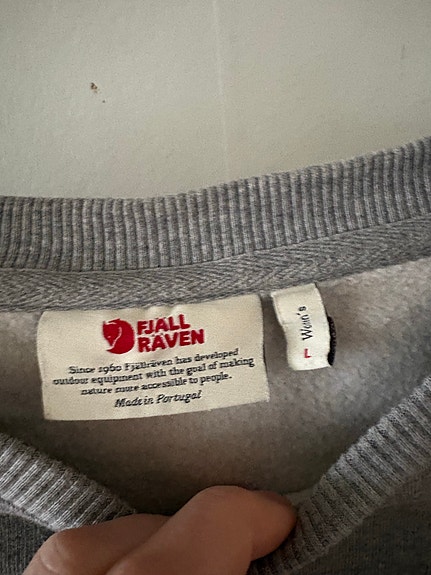 FJÄLL
RÄVEN
Since 1960 Fjällräven has developed
outdoor equipment with the goal of making
nature more accessible to people.
Made in Portugal
L Wom's